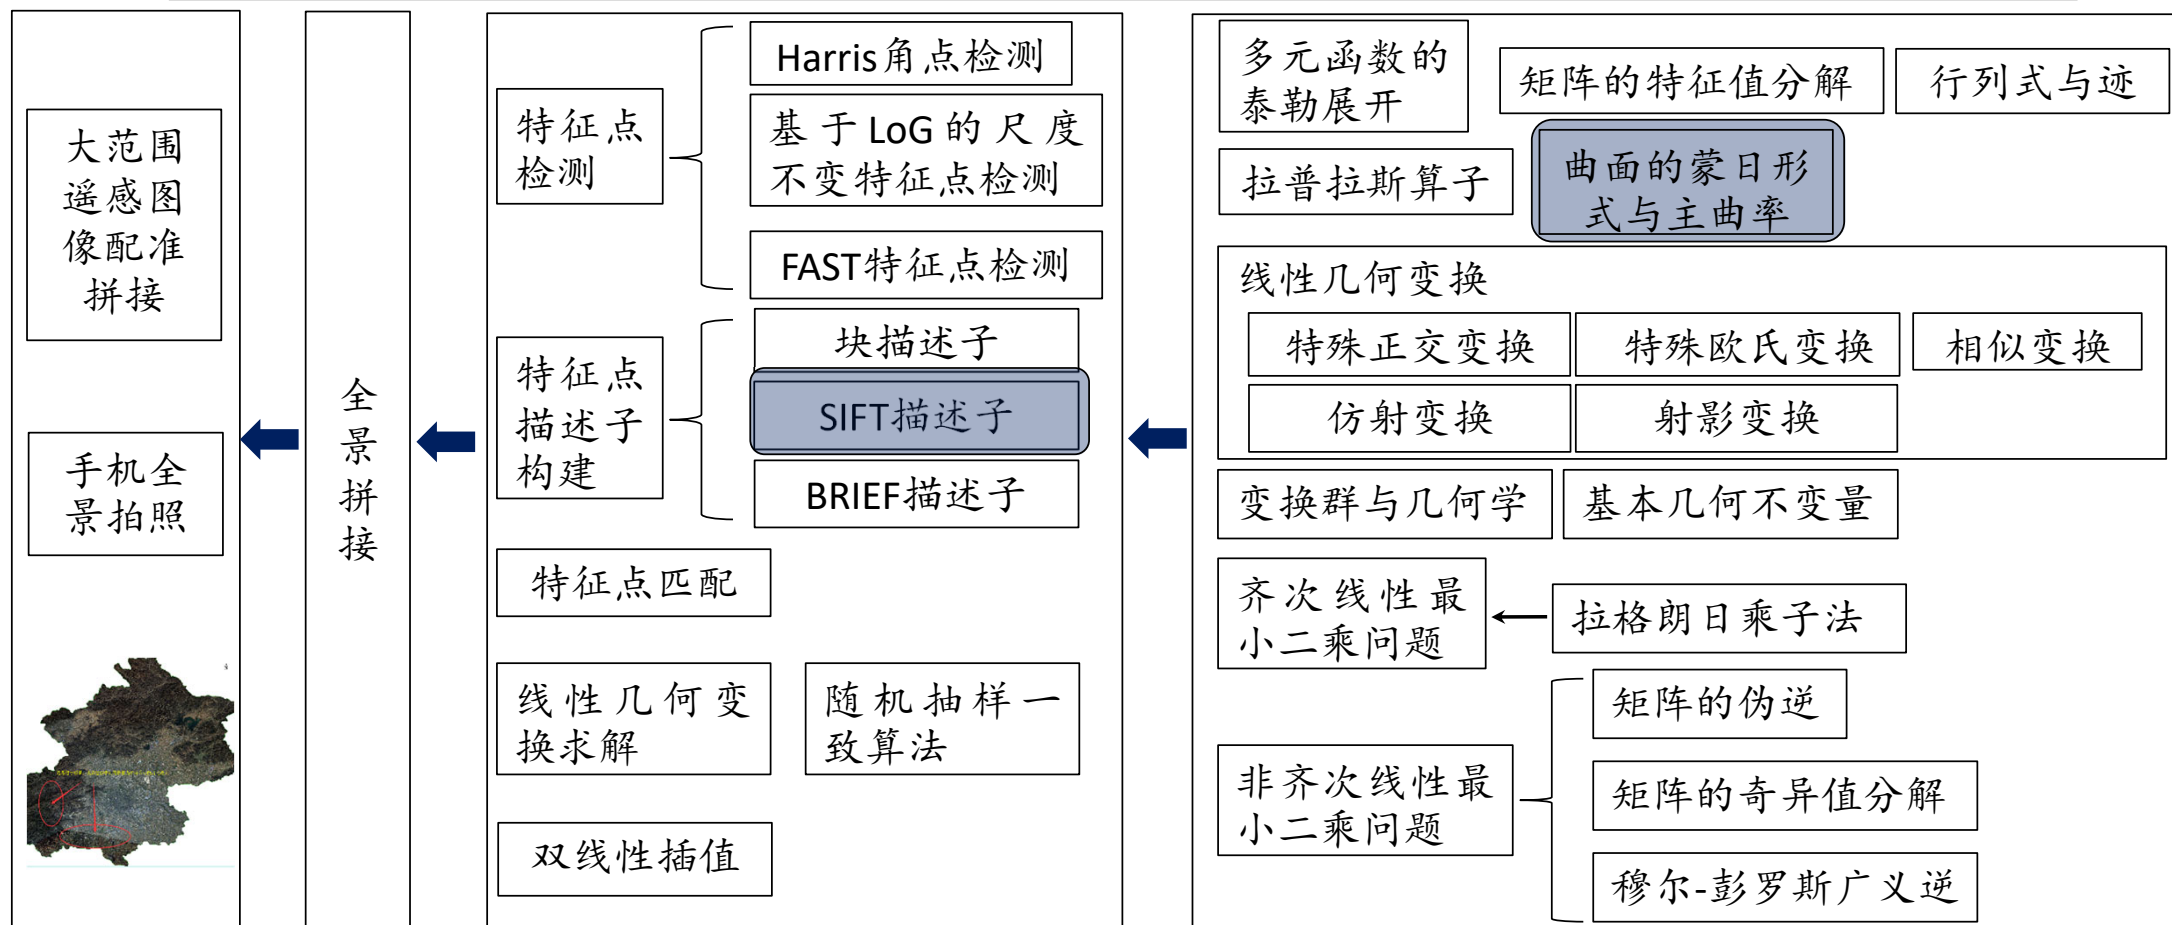 大范围
遥感图
像配准
拼接
手机全
景拍照
全
景
拼
接
特征点
检测
Harris角点检测
基于LoG的尺度
不变特征点检测
FAST特征点检测
特征点
描述子
构建
块描述子
SIFT描述子
BRIEF描述子
特征点匹配
线性几何变
换求解
随机抽样一
致算法
双线性插值
多元函数的
泰勒展开
矩阵的特征值分解
行列式与迹
拉普拉斯算子
曲面的蒙日形
式与主曲率
线性几何变换
特殊正交变换
特殊欧氏变换
相似变换
仿射变换
射影变换
变换群与几何学
基本几何不变量
齐次线性最
小二乘问题
拉格朗日乘子法
非齐次线性最
小二乘问题
矩阵的伪逆
矩阵的奇异值分解
穆尔-彭罗斯广义逆